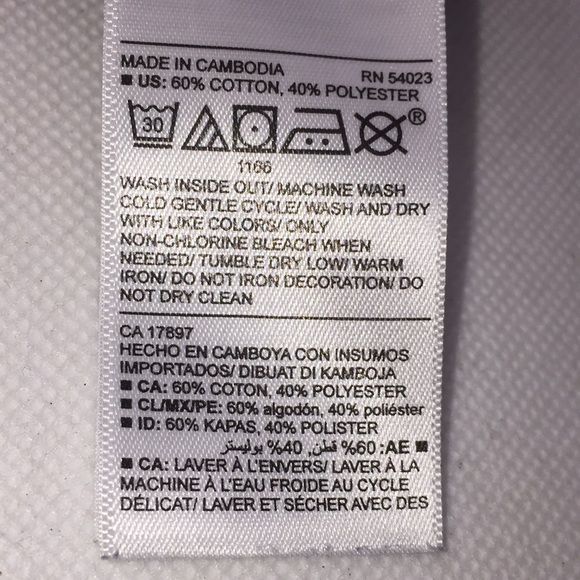 MADE IN CAMBODIA RN 54023
■ US: 60% COTTON, 40% POLYESTER
30 ®
1166
WASH INSIDE OUT/ MACHINE WASH
COLD GENTLE CYCLE/ WASH AND DRY
WITH LIKE COLORS/ ONLY
NON-CHLORINE BLEACH WHEN
NEEDED/ TUMBLE DRY LOW/ WARM
IRON/ DO NOT IRON DECORATION/ DO
NOT DRY CLEAN
CA 17897
HECHO EN CAMBOYA CON INSUMOS
IMPORTADOS/ DIBUAT DI KAMBOJA
■ CA: 60% COTON, 40% POLYESTER
■ CL/MX/PE: 60% algodón, 40% poliéster
■ ID: 60% KAPAS, 40% POLISTER
■ AE: 60% قطن, 40% بوليستر
■ CA: LAVER À L'ENVERS/ LAVER À LA
MACHINE À L'EAU FROIDE AU CYCLE
DÉLICAT/ LAVER ET SÉCHER AVEC DES